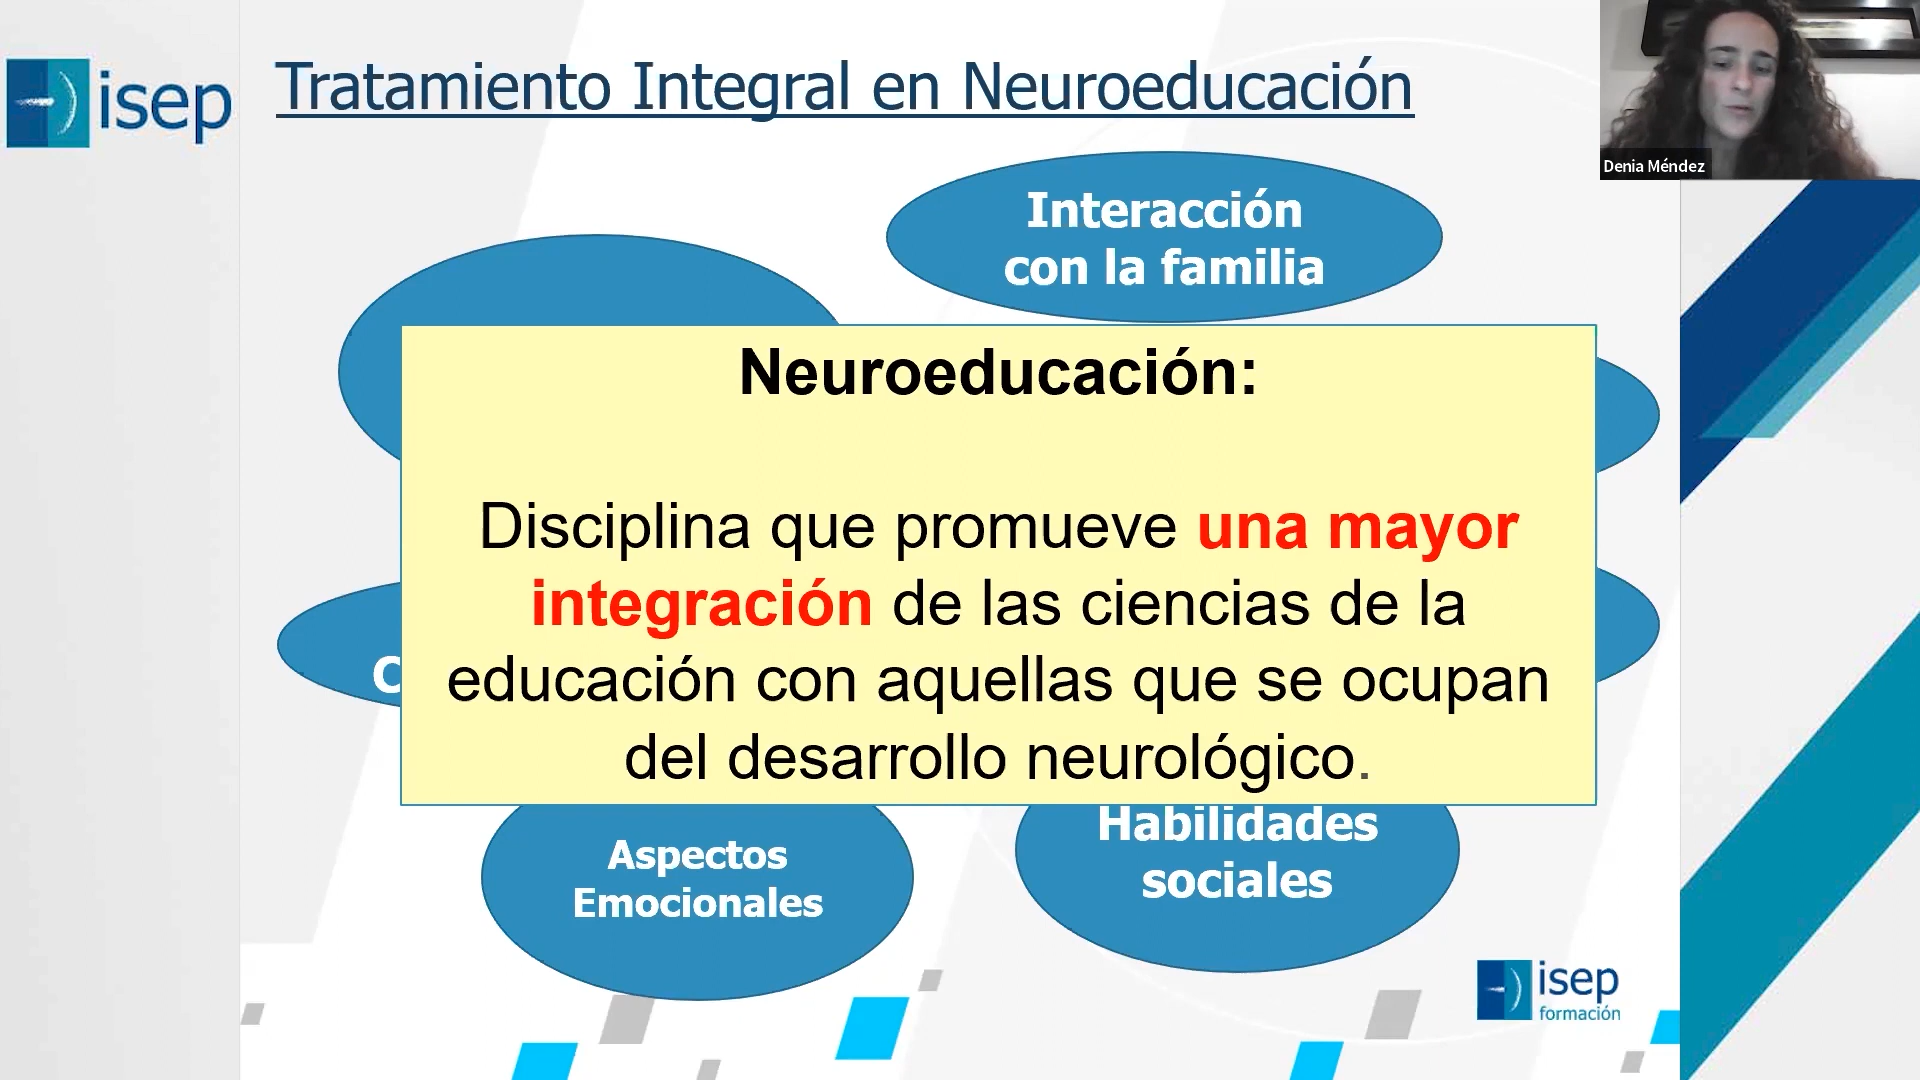 isep
Tratamiento Integral en Neuroeducación
Denia Méndez
Interacción
con la familia
Neuroeducación:
Disciplina que promueve una mayor
integración de las ciencias de la
educación con aquellas que se ocupan
del desarrollo neurológico.
Aspectos
Emocionales
Habilidades
sociales
isep
formación